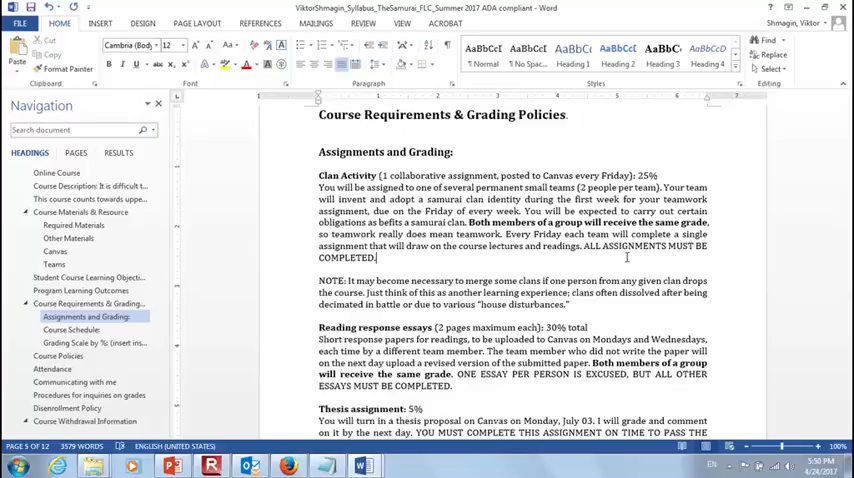 ViktorShmagin_Syllabus_TheSamurai_FLC_Summer 2017 ADA compliant - Word
FILE HOME INSERT DESIGN PAGE LAYOUT REFERENCES MAILINGS REVIEW VIEW ACROBAT
Shmagin, Viktor
Paste
Cut
Copy
Format Painter
Clipboard
Cambria (Body) 12
Font
Paragraph
AaBbCcI AaBbCcI AaBbCc AaBbCcI AaBbC AaBbCcD
¶ Normal ¶ No Spac... Heading 1 Heading 2 Heading 3 Heading 4
Styles
Find
Replace
Select
Editing
Navigation
Search document
HEADINGS PAGES RESULTS
Online Course
Course Description: It is difficult t...
This course counts towards uppe...
Course Materials & Resource
Required Materials
Other Materials
Canvas
Teams
Student Course Learning Objecti...
Program Learning Outcomes
Course Requirements & Grading...
Assignments and Grading:
Course Schedule:
Grading Scale by %: (insert ins...
Course Policies
Attendance
Communicating with me
Procedures for inquiries on grades
Disenrollment Policy
Course Withdrawal Information
Course Requirements & Grading Policies.
Assignments and Grading:
Clan Activity (1 collaborative assignment, posted to Canvas every Friday): 25%
You will be assigned to one of several permanent small teams (2 people per team). Your team
will invent and adopt a samurai clan identity during the first week for your teamwork
assignment, due on the Friday of every week. You will be expected to carry out certain
obligations as befits a samurai clan. Both members of a group will receive the same grade,
so teamwork really does mean teamwork. Every Friday each team will complete a single
assignment that will draw on the course lectures and readings. ALL ASSIGNMENTS MUST BE
COMPLETED.
NOTE: It may become necessary to merge some clans if one person from any given clan drops
the course. Just think of this as another learning experience; clans often dissolved after being
decimated in battle or due to various “house disturbances.”
Reading response essays (2 pages maximum each): 30% total
Short response papers for readings, to be uploaded to Canvas on Mondays and Wednesdays,
each time by a different team member. The team member who did not write the paper will
on the next day upload a revised version of the submitted paper. Both members of a group
will receive the same grade. ONE ESSAY PER PERSON IS EXCUSED, BUT ALL OTHER
ESSAYS MUST BE COMPLETED.
Thesis assignment: 5%
You will turn in a thesis proposal on Canvas on Monday, July 03. I will grade and comment
on it by the next day. YOU MUST COMPLETE THIS ASSIGNMENT ON TIME TO PASS THE
PAGE 5 OF 12 3579 WORDS ENGLISH (UNITED STATES) 100%
EN
5:50 PM
4/24/2017